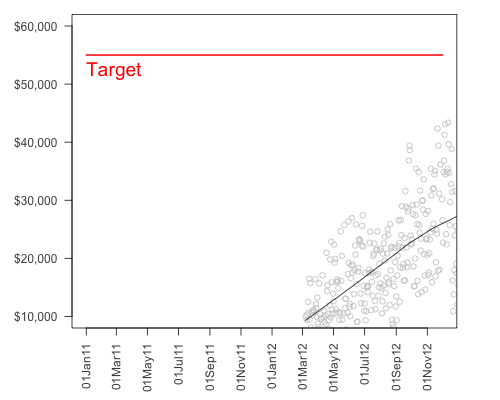 $60,000
Target
$50,000
$40,000
$30,000
$20,000
$10,000
01Jan11
01Mar11
01May11
01Jul11
01Sep11
01Nov11
01Jan12
01Mar12
01May12
01Jul12
01Sep12
01Nov12